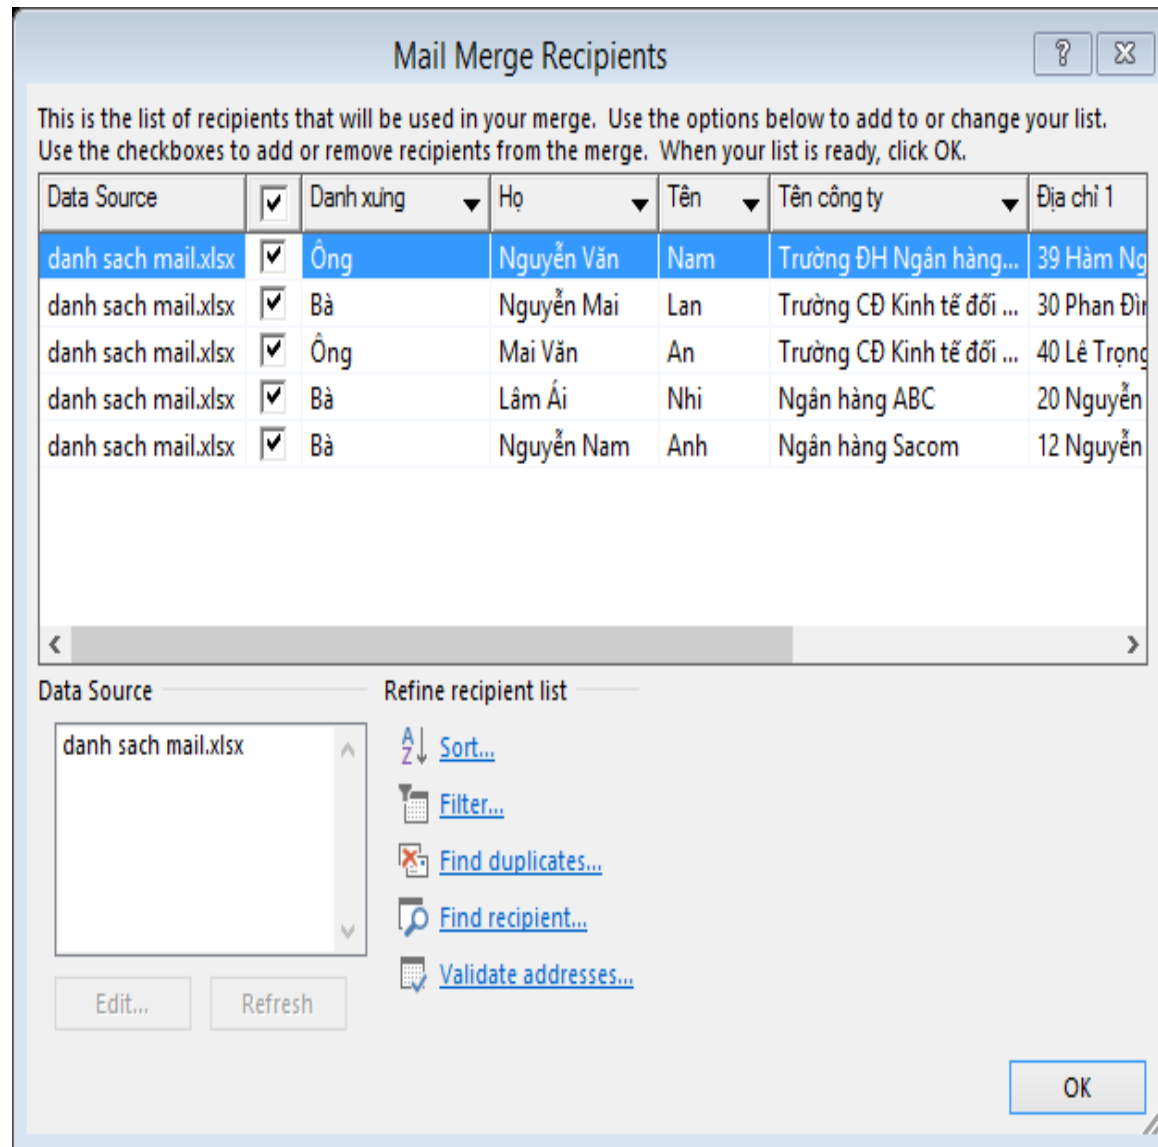 Mail Merge Recipients
This is the list of recipients that will be used in your merge.  Use the options below to add to or change your list.
Use the checkboxes to add or remove recipients from the merge.  When your list is ready, click OK.
Data Source Danh xưng Họ Tên Tên công ty Địa chỉ 1
danh sach mail.xlsx Ông Nguyễn Văn Nam Trường ĐH Ngân hàng... 39 Hàm Ng
danh sach mail.xlsx Bà Nguyễn Mai Lan Trường CĐ Kinh tế đối ... 30 Phan Đìn
danh sach mail.xlsx Ông Mai Văn An Trường CĐ Kinh tế đối ... 40 Lê Trọng
danh sach mail.xlsx Bà Lâm Ái Nhi Ngân hàng ABC 20 Nguyễn
danh sach mail.xlsx Bà Nguyễn Nam Anh Ngân hàng Sacom 12 Nguyễn
Data Source Refine recipient list
danh sach mail.xlsx
Sort...
Filter...
Find duplicates...
Find recipient...
Validate addresses...
Edit... Refresh
OK